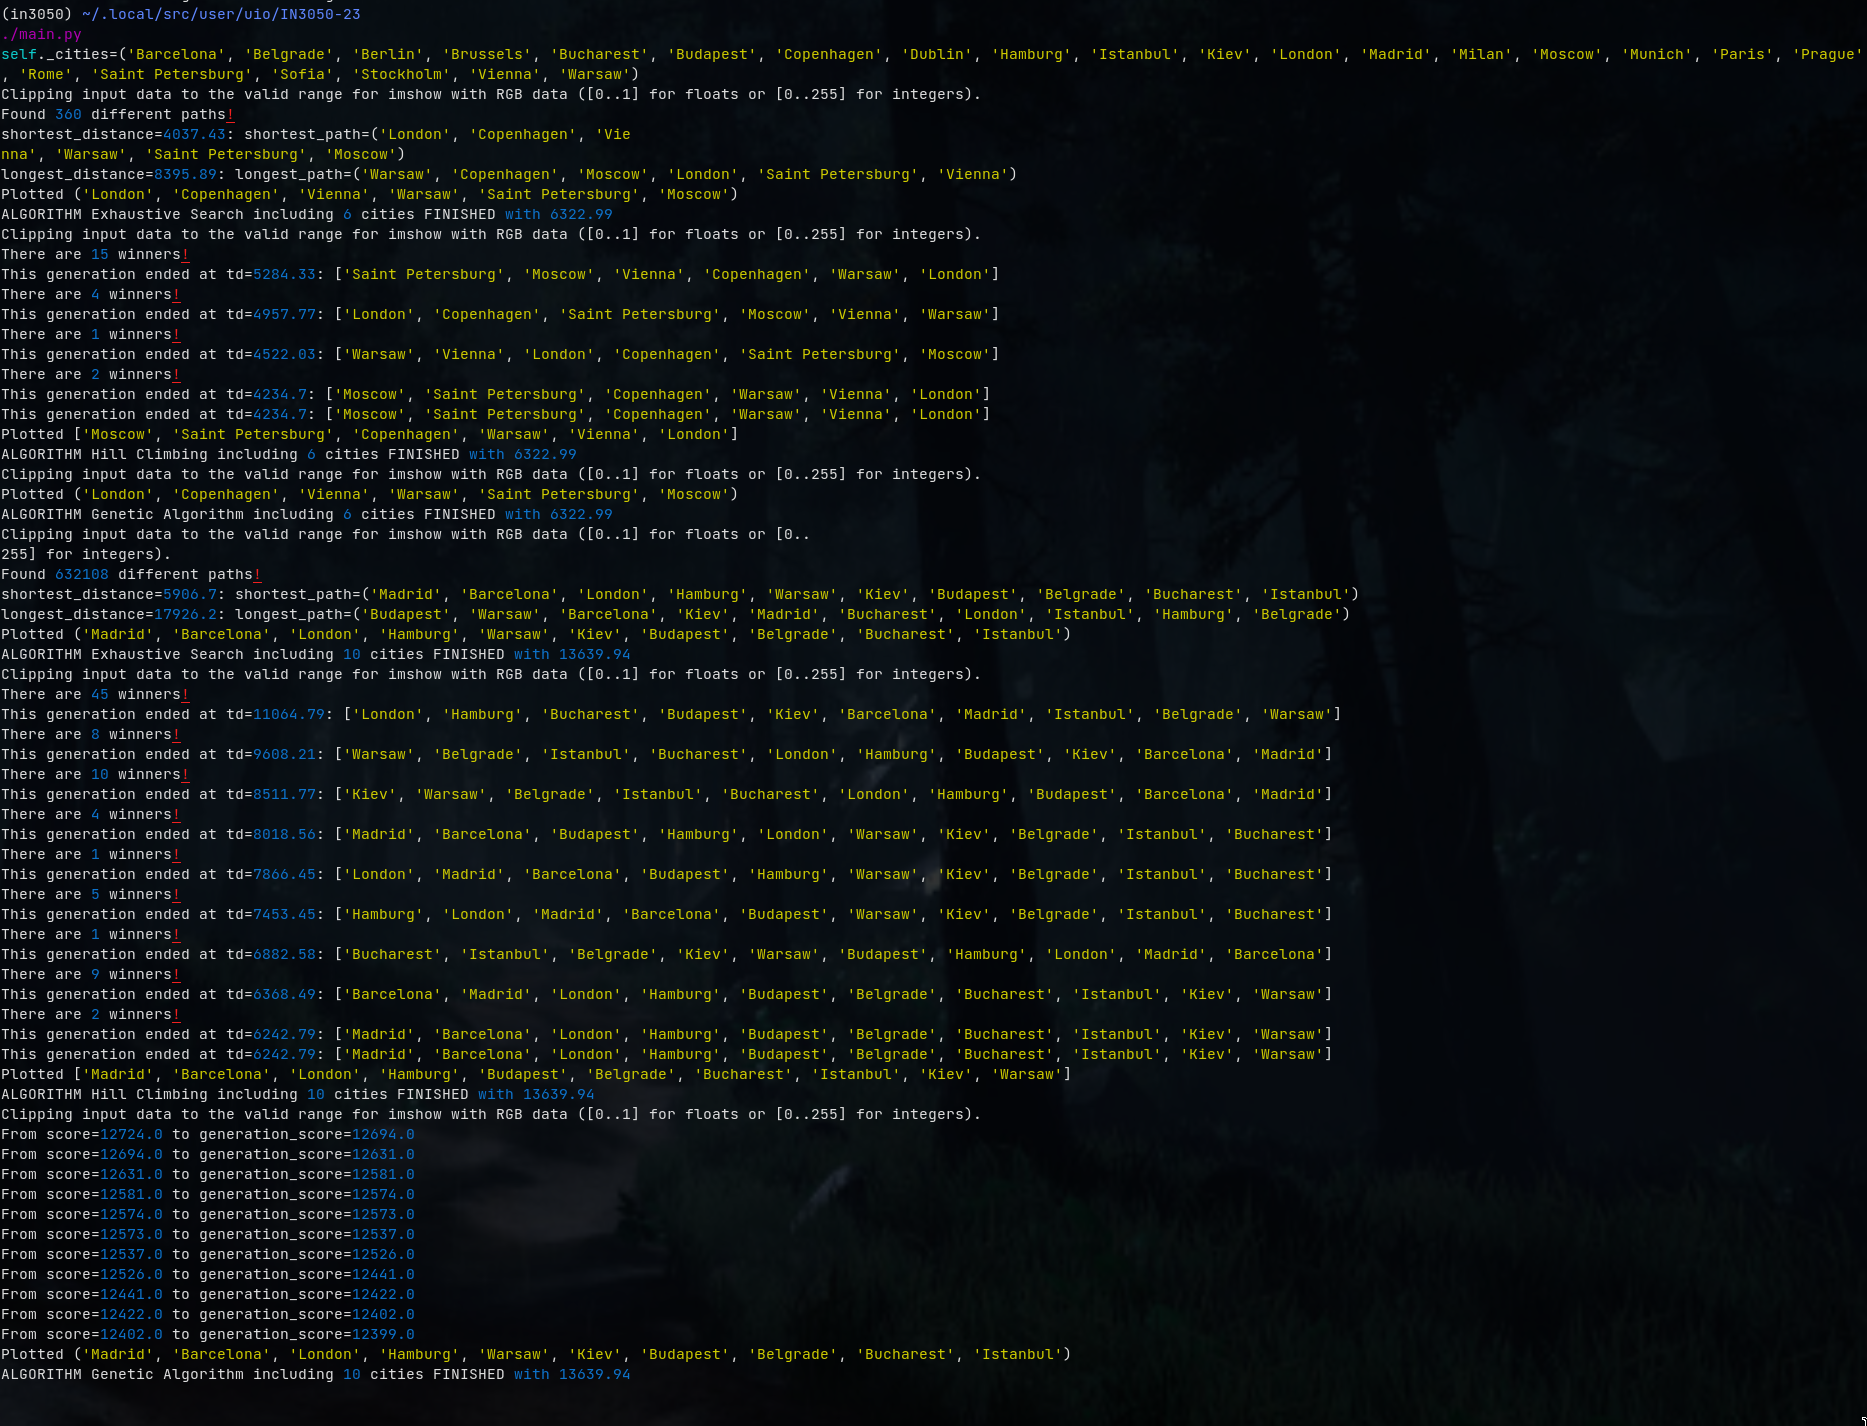 (in3050) ~/.local/src/user/uio/IN3050-23
./main.py
self._cities=('Barcelona', 'Belgrade', 'Berlin', 'Brussels', 'Bucharest', 'Budapest', 'Copenhagen', 'Dublin', 'Hamburg', 'Istanbul', 'Kiev', 'London', 'Madrid', 'Milan', 'Moscow', 'Munich', 'Paris', 'Prague'
, 'Rome', 'Saint Petersburg', 'Sofia', 'Stockholm', 'Vienna', 'Warsaw')
Clipping input data to the valid range for imshow with RGB data ([0..1] for floats or [0..255] for integers).
Found 360 different paths!
shortest_distance=4037.43: shortest_path=('London', 'Copenhagen', 'Vie
nna', 'Warsaw', 'Saint Petersburg', 'Moscow')
longest_distance=8395.89: longest_path=('Warsaw', 'Copenhagen', 'Moscow', 'London', 'Saint Petersburg', 'Vienna')
Plotted ('London', 'Copenhagen', 'Vienna', 'Warsaw', 'Saint Petersburg', 'Moscow')
ALGORITHM Exhaustive Search including 6 cities FINISHED with 6322.99
Clipping input data to the valid range for imshow with RGB data ([0..1] for floats or [0..255] for integers).
There are 15 winners!
This generation ended at td=5284.33: ['Saint Petersburg', 'Moscow', 'Vienna', 'Copenhagen', 'Warsaw', 'London']
There are 4 winners!
This generation ended at td=4957.77: ['London', 'Copenhagen', 'Saint Petersburg', 'Moscow', 'Vienna', 'Warsaw']
There are 1 winners!
This generation ended at td=4522.03: ['Warsaw', 'Vienna', 'London', 'Copenhagen', 'Saint Petersburg', 'Moscow']
There are 2 winners!
This generation ended at td=4234.7: ['Moscow', 'Saint Petersburg', 'Copenhagen', 'Warsaw', 'Vienna', 'London']
This generation ended at td=4234.7: ['Moscow', 'Saint Petersburg', 'Copenhagen', 'Warsaw', 'Vienna', 'London']
Plotted ['Moscow', 'Saint Petersburg', 'Copenhagen', 'Warsaw', 'Vienna', 'London']
ALGORITHM Hill Climbing including 6 cities FINISHED with 6322.99
Clipping input data to the valid range for imshow with RGB data ([0..1] for floats or [0..255] for integers).
Plotted ('London', 'Copenhagen', 'Vienna', 'Warsaw', 'Saint Petersburg', 'Moscow')
ALGORITHM Genetic Algorithm including 6 cities FINISHED with 6322.99
Clipping input data to the valid range for imshow with RGB data ([0..1] for floats or [0..
255] for integers).
Found 632108 different paths!
shortest_distance=5906.7: shortest_path=('Madrid', 'Barcelona', 'London', 'Hamburg', 'Warsaw', 'Kiev', 'Budapest', 'Belgrade', 'Bucharest', 'Istanbul')
longest_distance=17926.2: longest_path=('Budapest', 'Warsaw', 'Barcelona', 'Kiev', 'Madrid', 'Bucharest', 'London', 'Istanbul', 'Hamburg', 'Belgrade')
Plotted ('Madrid', 'Barcelona', 'London', 'Hamburg', 'Warsaw', 'Kiev', 'Budapest', 'Belgrade', 'Bucharest', 'Istanbul')
ALGORITHM Exhaustive Search including 10 cities FINISHED with 13639.94
Clipping input data to the valid range for imshow with RGB data ([0..1] for floats or [0..255] for integers).
There are 45 winners!
This generation ended at td=11064.79: ['London', 'Hamburg', 'Bucharest', 'Budapest', 'Kiev', 'Barcelona', 'Madrid', 'Istanbul', 'Belgrade', 'Warsaw']
There are 8 winners!
This generation ended at td=9608.21: ['Warsaw', 'Belgrade', 'Istanbul', 'Bucharest', 'London', 'Hamburg', 'Budapest', 'Kiev', 'Barcelona', 'Madrid']
There are 10 winners!
This generation ended at td=8511.77: ['Kiev', 'Warsaw', 'Belgrade', 'Istanbul', 'Bucharest', 'London', 'Hamburg', 'Budapest', 'Barcelona', 'Madrid']
There are 4 winners!
This generation ended at td=8018.56: ['Madrid', 'Barcelona', 'Budapest', 'Hamburg', 'London', 'Warsaw', 'Kiev', 'Belgrade', 'Istanbul', 'Bucharest']
There are 1 winners!
This generation ended at td=7866.45: ['London', 'Madrid', 'Barcelona', 'Budapest', 'Hamburg', 'Warsaw', 'Kiev', 'Belgrade', 'Istanbul', 'Bucharest']
There are 5 winners!
This generation ended at td=7453.45: ['Hamburg', 'London', 'Madrid', 'Barcelona', 'Budapest', 'Warsaw', 'Kiev', 'Belgrade', 'Istanbul', 'Bucharest']
There are 1 winners!
This generation ended at td=6882.58: ['Bucharest', 'Istanbul', 'Belgrade', 'Kiev', 'Warsaw', 'Budapest', 'Hamburg', 'London', 'Madrid', 'Barcelona']
There are 9 winners!
This generation ended at td=6368.49: ['Barcelona', 'Madrid', 'London', 'Hamburg', 'Budapest', 'Belgrade', 'Bucharest', 'Istanbul', 'Kiev', 'Warsaw']
There are 2 winners!
This generation ended at td=6242.79: ['Madrid', 'Barcelona', 'London', 'Hamburg', 'Budapest', 'Belgrade', 'Bucharest', 'Istanbul', 'Kiev', 'Warsaw']
This generation ended at td=6242.79: ['Madrid', 'Barcelona', 'London', 'Hamburg', 'Budapest', 'Belgrade', 'Bucharest', 'Istanbul', 'Kiev', 'Warsaw']
Plotted ['Madrid', 'Barcelona', 'London', 'Hamburg', 'Budapest', 'Belgrade', 'Bucharest', 'Istanbul', 'Kiev', 'Warsaw']
ALGORITHM Hill Climbing including 10 cities FINISHED with 13639.94
Clipping input data to the valid range for imshow with RGB data ([0..1] for floats or [0..255] for integers).
From score=12724.0 to generation_score=12694.0
From score=12694.0 to generation_score=12631.0
From score=12631.0 to generation_score=12581.0
From score=12581.0 to generation_score=12574.0
From score=12574.0 to generation_score=12573.0
From score=12573.0 to generation_score=12537.0
From score=12537.0 to generation_score=12526.0
From score=12526.0 to generation_score=12441.0
From score=12441.0 to generation_score=12422.0
From score=12422.0 to generation_score=12402.0
From score=12402.0 to generation_score=12399.0
Plotted ('Madrid', 'Barcelona', 'London', 'Hamburg', 'Warsaw', 'Kiev', 'Budapest', 'Belgrade', 'Bucharest', 'Istanbul')
ALGORITHM Genetic Algorithm including 10 cities FINISHED with 13639.94